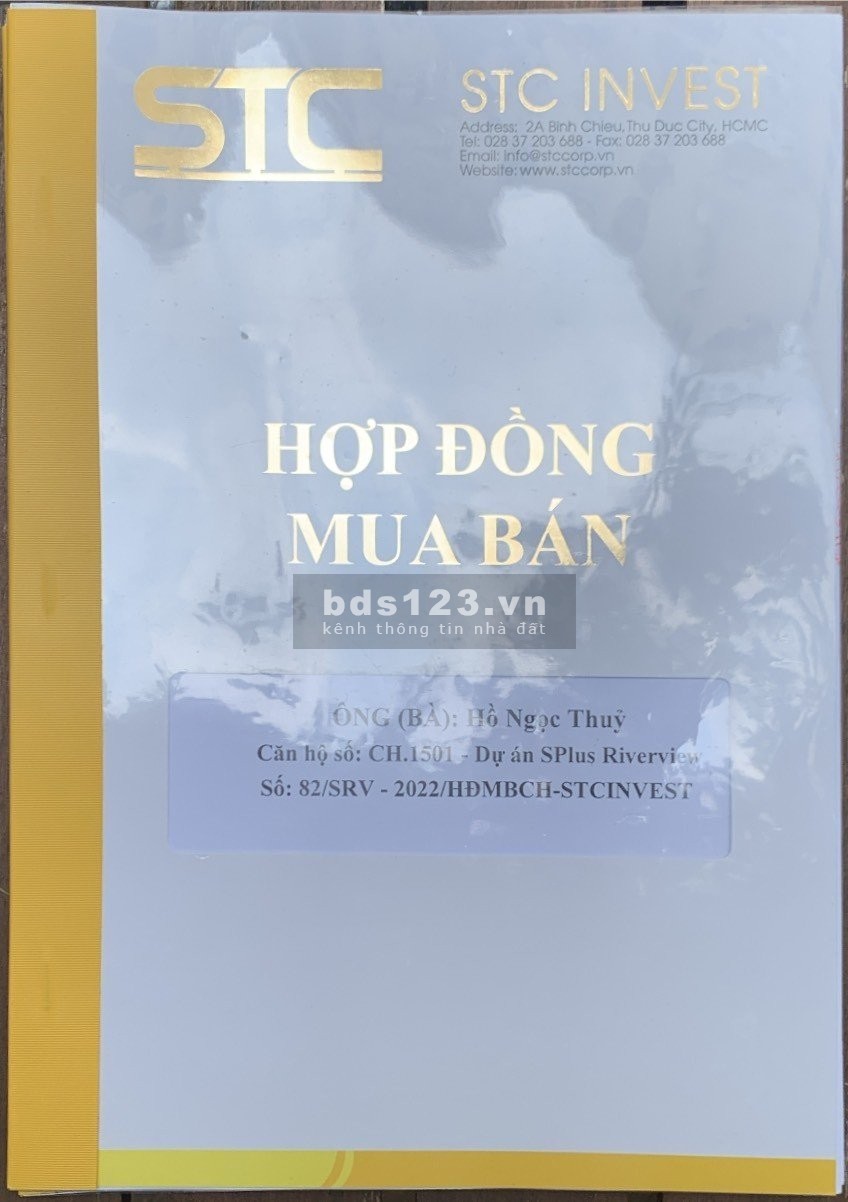 STC
STC INVEST
Address: 2A Binh Chieu, Thu Duc City, HCMC
Tel: 028 37 203 688 - Fax: 028 37 203 688
Email: info@stccorp.vn
Website: www.stccorp.vn
HỢP ĐỒNG
MUA BÁN
bds123.vn
kênh thông tin nhà đất
ÔNG (BÀ): Hồ Ngọc Thuỷ
Căn hộ số: CH.1501 - Dự án SPlus Riverview
Số: 82/SRV - 2022/HĐMBCH-STCINVEST